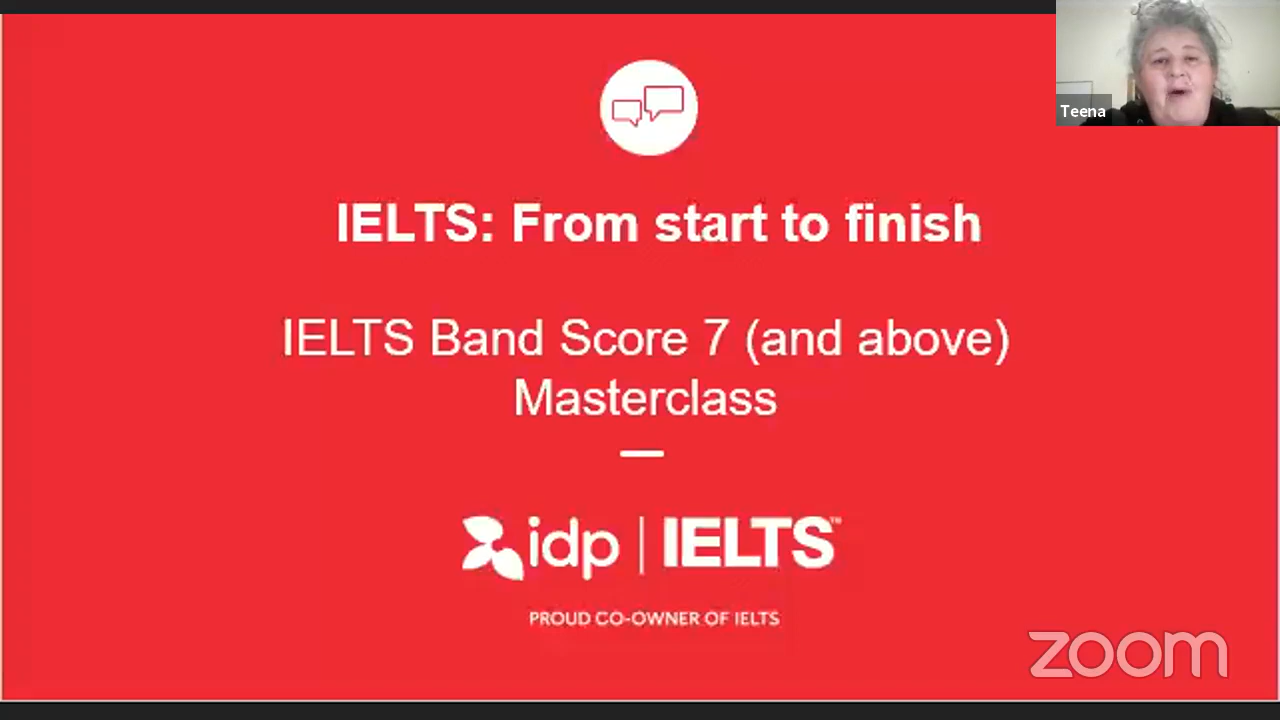 Teena
IELTS: From start to finish
IELTS Band Score 7 (and above)
Masterclass
idp | IELTS™
PROUD CO-OWNER OF IELTS
zoom